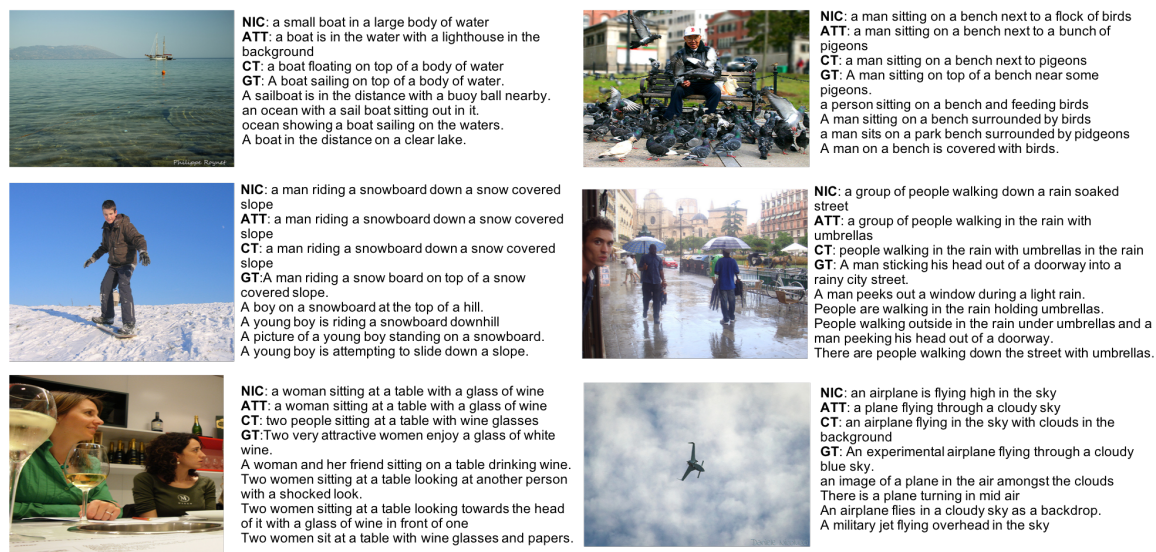 NIC: a small boat in a large body of water
ATT: a boat is in the water with a lighthouse in the
background
CT: a boat floating on top of a body of water
GT: A boat sailing on top of a body of water.
A sailboat is in the distance with a buoy ball nearby.
an ocean with a sail boat sitting out in it.
ocean showing a boat sailing on the waters.
A boat in the distance on a clear lake.
Philippe Roynet
NIC: a man sitting on a bench next to a flock of birds
ATT: a man sitting on a bench next to a bunch of
pigeons
CT: a man sitting on a bench next to pigeons
GT: A man sitting on top of a bench near some
pigeons.
a person sitting on a bench and feeding birds
A man sitting on a bench surrounded by birds
a man sits on a park bench surrounded by pidgeons
A man on a bench is covered with birds.
NIC: a man riding a snowboard down a snow covered
slope
ATT: a man riding a snowboard down a snow covered
slope
CT: a man riding a snowboard down a snow covered
slope
GT:A man riding a snow board on top of a snow
covered slope.
A boy on a snowboard at the top of a hill.
A young boy is riding a snowboard downhill
A picture of a young boy standing on a snowboard.
A young boy is attempting to slide down a slope.
NIC: a group of people walking down a rain soaked
street
ATT: a group of people walking in the rain with
umbrellas
CT: people walking in the rain with umbrellas in the rain
GT: A man sticking his head out of a doorway into a
rainy city street.
A man peeks out a window during a light rain.
People are walking in the rain holding umbrellas.
People walking outside in the rain under umbrellas and a
man peeking his head out of a doorway.
There are people walking down the street with umbrellas.
NIC: a woman sitting at a table with a glass of wine
ATT: a woman sitting at a table with a glass of wine
CT: two people sitting at a table with wine glasses
GT:Two very attractive women enjoy a glass of white
wine.
A woman and her friend sitting on a table drinking wine.
Two women sitting at a table looking at another person
with a shocked look.
Two women sitting at a table looking towards the head
of it with a glass of wine in front of one
Two women sit at a table with wine glasses and papers.
NIC: an airplane is flying high in the sky
ATT: a plane flying through a cloudy sky
CT: an airplane flying in the sky with clouds in the
background
GT: An experimental airplane flying through a cloudy
blue sky.
an image of a plane in the air amongst the clouds
There is a plane turning in mid air
An airplane flies in a cloudy sky as a backdrop.
A military jet flying overhead in the sky